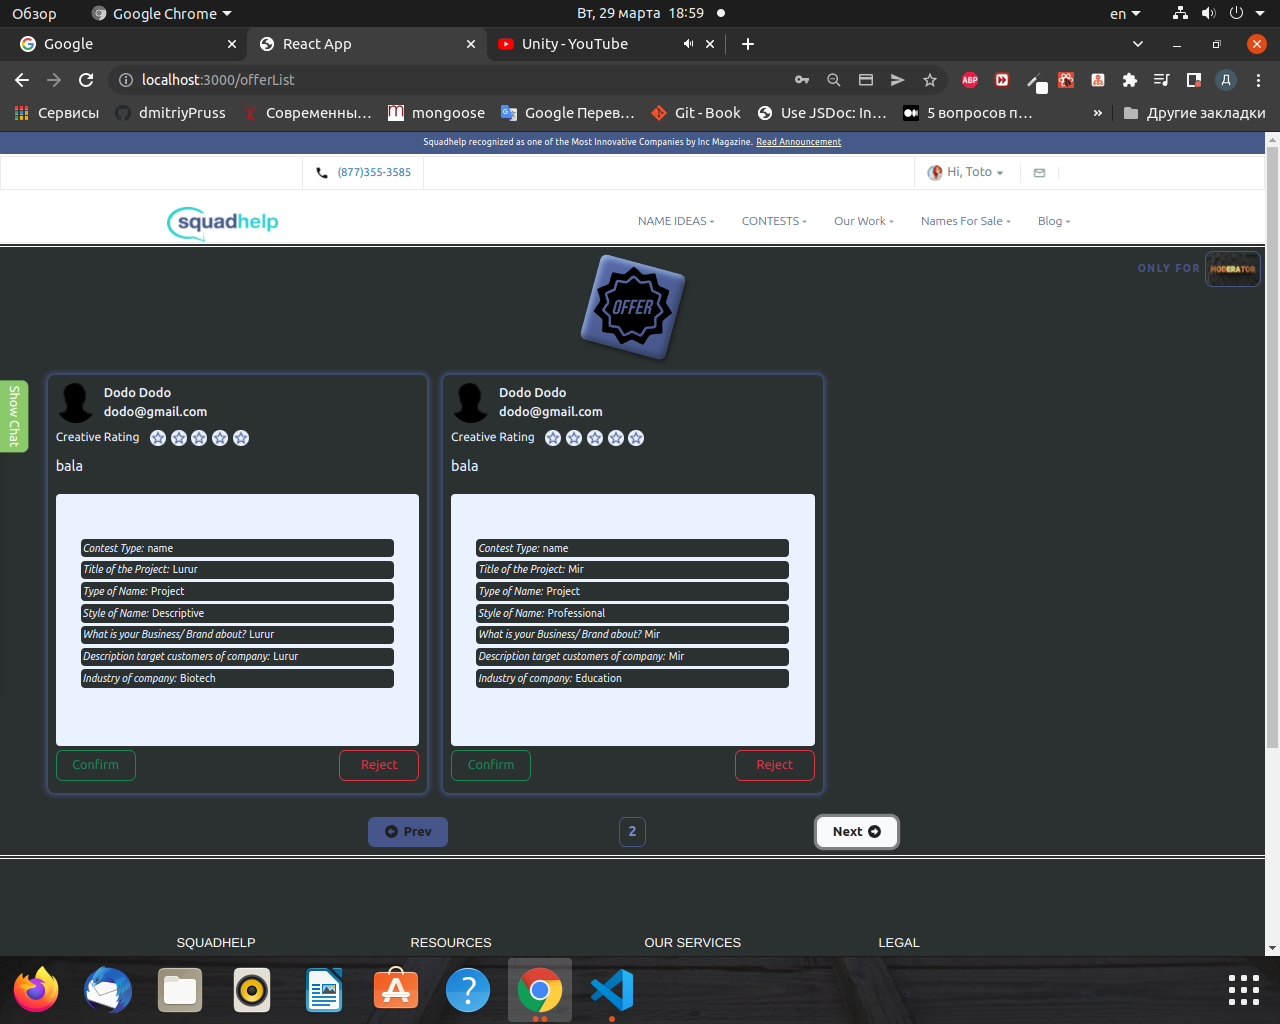 Обзор
Google Chrome
Вт, 29 марта 18:59
en
Google
React App
Unity - YouTube
localhost:3000/offerList
ABP
Д
Сервисы
dmitriyPruss
Современны...
mongoose
Google Перев...
Git - Book
Use JSDoc: In...
5 вопросов п...
»
Другие закладки
Squadhelp recognized as one of the Most Innovative Companies by Inc Magazine. Read Announcement
(877)355-3585
Hi, Toto
squadhelp
NAME IDEAS
CONTESTS
Our Work
Names For Sale
Blog
ONLY FOR
MODERATOR
OFFER
Show Chat
Dodo Dodo
dodo@gmail.com
Creative Rating
bala
Contest Type: name
Title of the Project: Lurur
Type of Name: Project
Style of Name: Descriptive
What is your Business/ Brand about? Lurur
Description target customers of company: Lurur
Industry of company: Biotech
Confirm
Reject
Dodo Dodo
dodo@gmail.com
Creative Rating
bala
Contest Type: name
Title of the Project: Mir
Type of Name: Project
Style of Name: Professional
What is your Business/ Brand about? Mir
Description target customers of company: Mir
Industry of company: Education
Confirm
Reject
Prev
2
Next
SQUADHELP
RESOURCES
OUR SERVICES
LEGAL